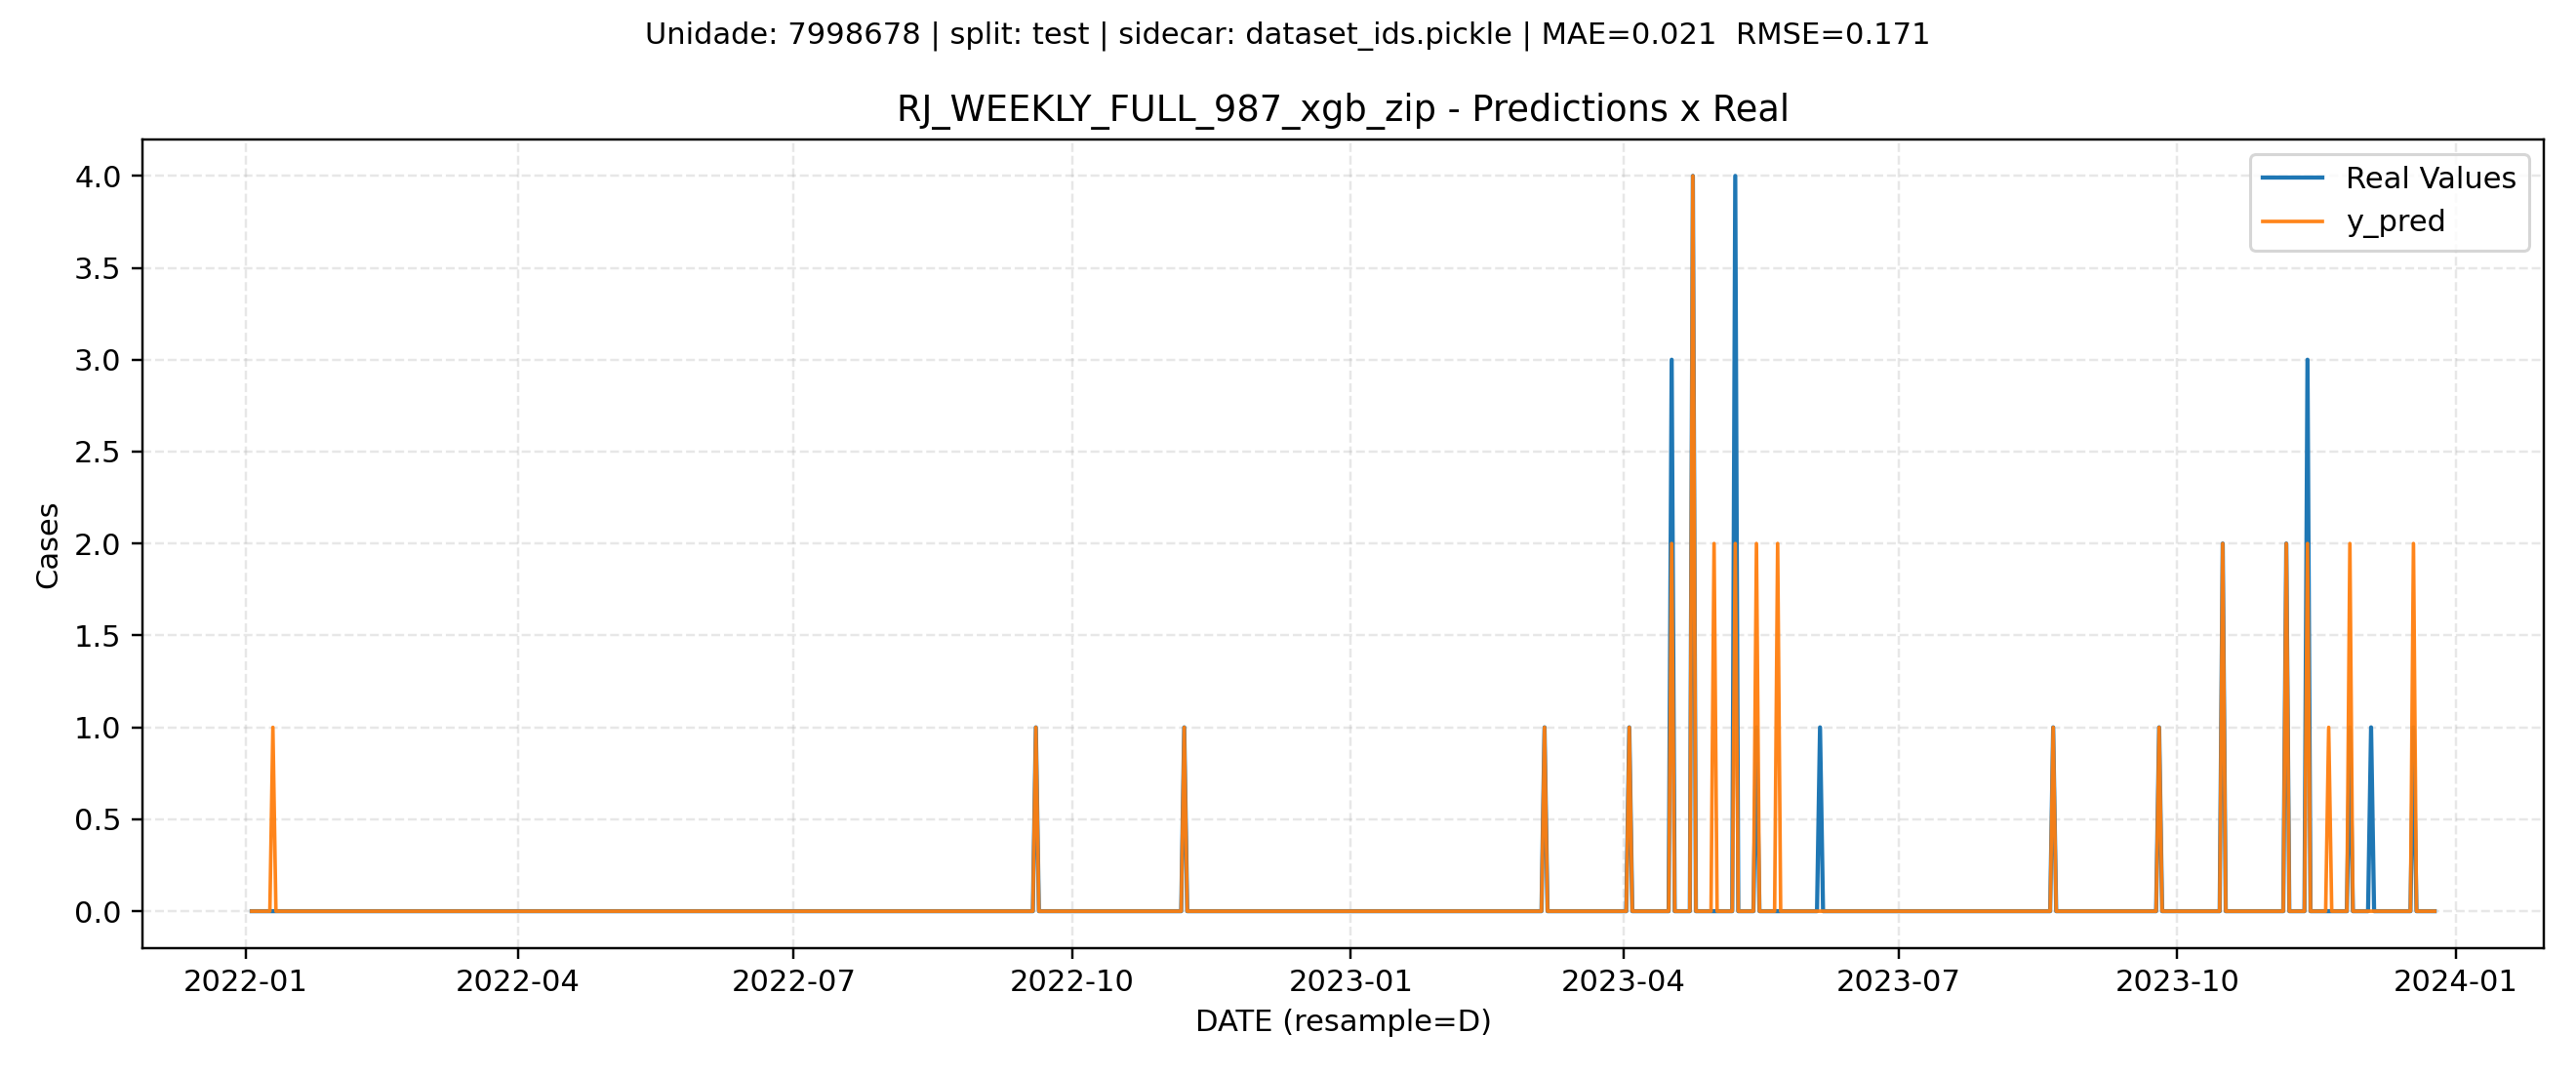 Unidade: 7998678 | split: test | sidecar: dataset_ids.pickle | MAE=0.021  RMSE=0.171
RJ_WEEKLY_FULL_987_xgb_zip - Predictions x Real
Real Values
y_pred
4.0
3.5
3.0
2.5
2.0
1.5
1.0
0.5
0.0
Cases
2022-01 2022-04 2022-07 2022-10 2023-01 2023-04 2023-07 2023-10 2024-01
DATE (resample=D)